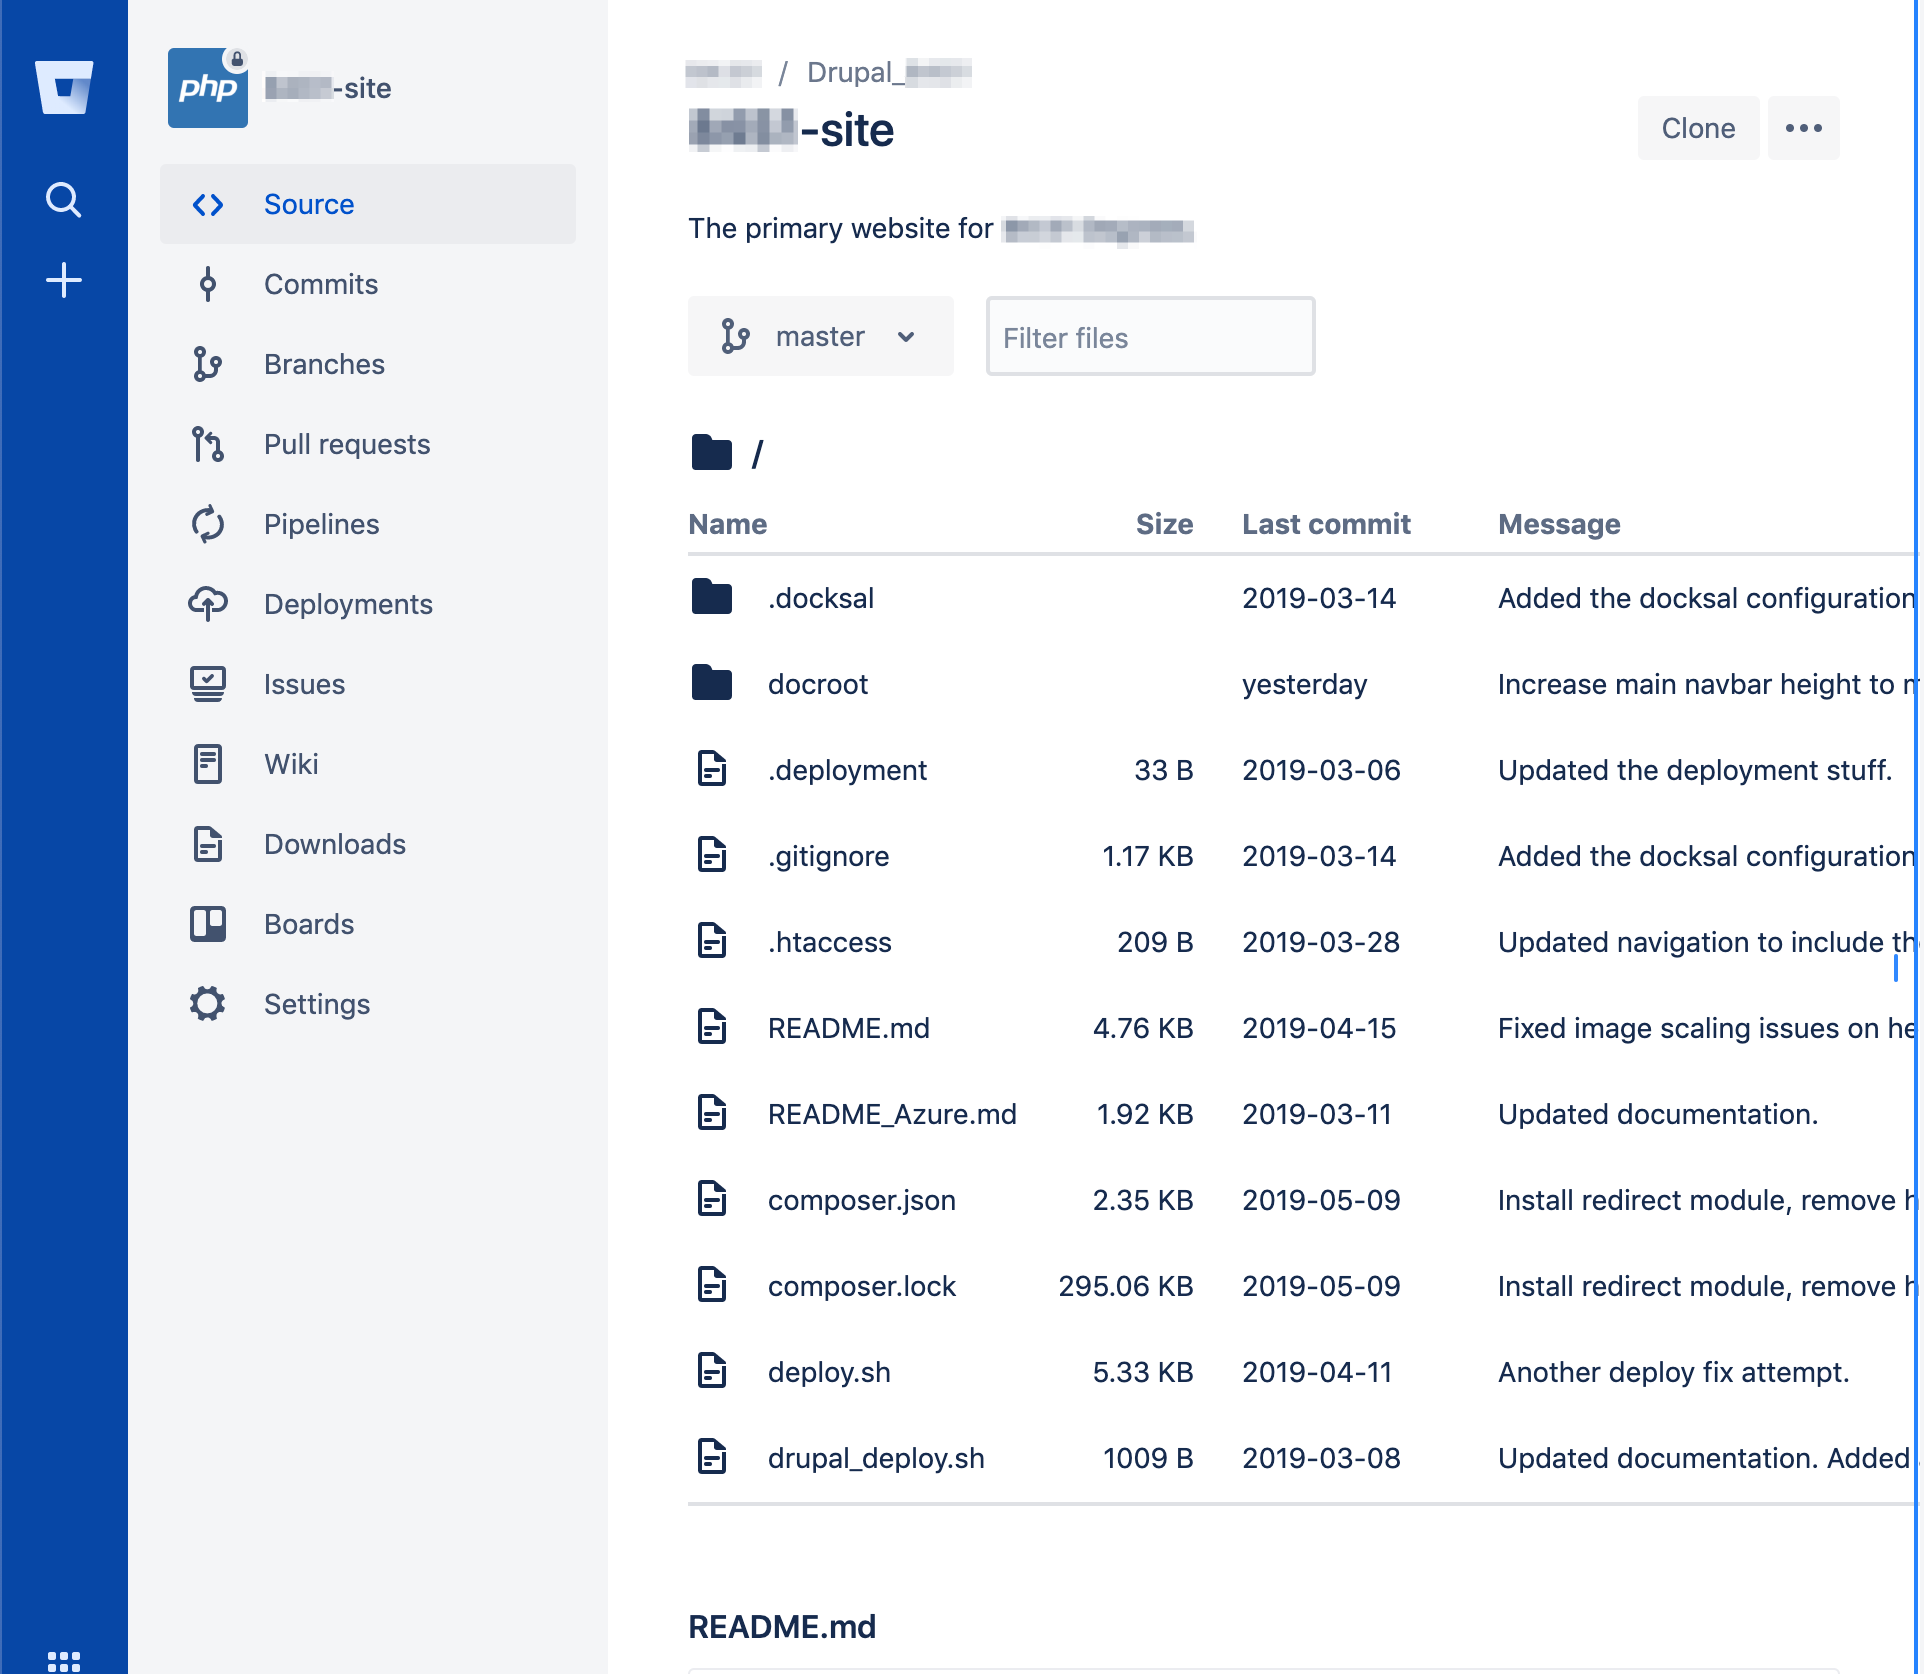 php
-site
Source
Commits
Branches
Pull requests
Pipelines
Deployments
Issues
Wiki
Downloads
Boards
Settings
/ Drupal_
-site
Clone
The primary website for
master
Filter files
/
Name Size Last commit Message
.docksal 2019-03-14 Added the docksal configuration
docroot yesterday Increase main navbar height to
.deployment 33 B 2019-03-06 Updated the deployment stuff.
.gitignore 1.17 KB 2019-03-14 Added the docksal configuration
.htaccess 209 B 2019-03-28 Updated navigation to include
README.md 4.76 KB 2019-04-15 Fixed image scaling issues on he
README_Azure.md 1.92 KB 2019-03-11 Updated documentation.
composer.json 2.35 KB 2019-05-09 Install redirect module, remove
composer.lock 295.06 KB 2019-05-09 Install redirect module, remove
deploy.sh 5.33 KB 2019-04-11 Another deploy fix attempt.
drupal_deploy.sh 1009 B 2019-03-08 Updated documentation. Added
README.md